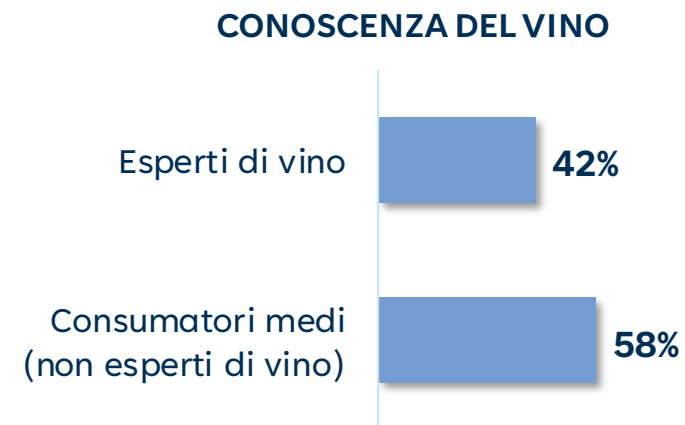 CONOSCENZA DEL VINO
Esperti di vino
42%
Consumatori medi
(non esperti di vino)
58%